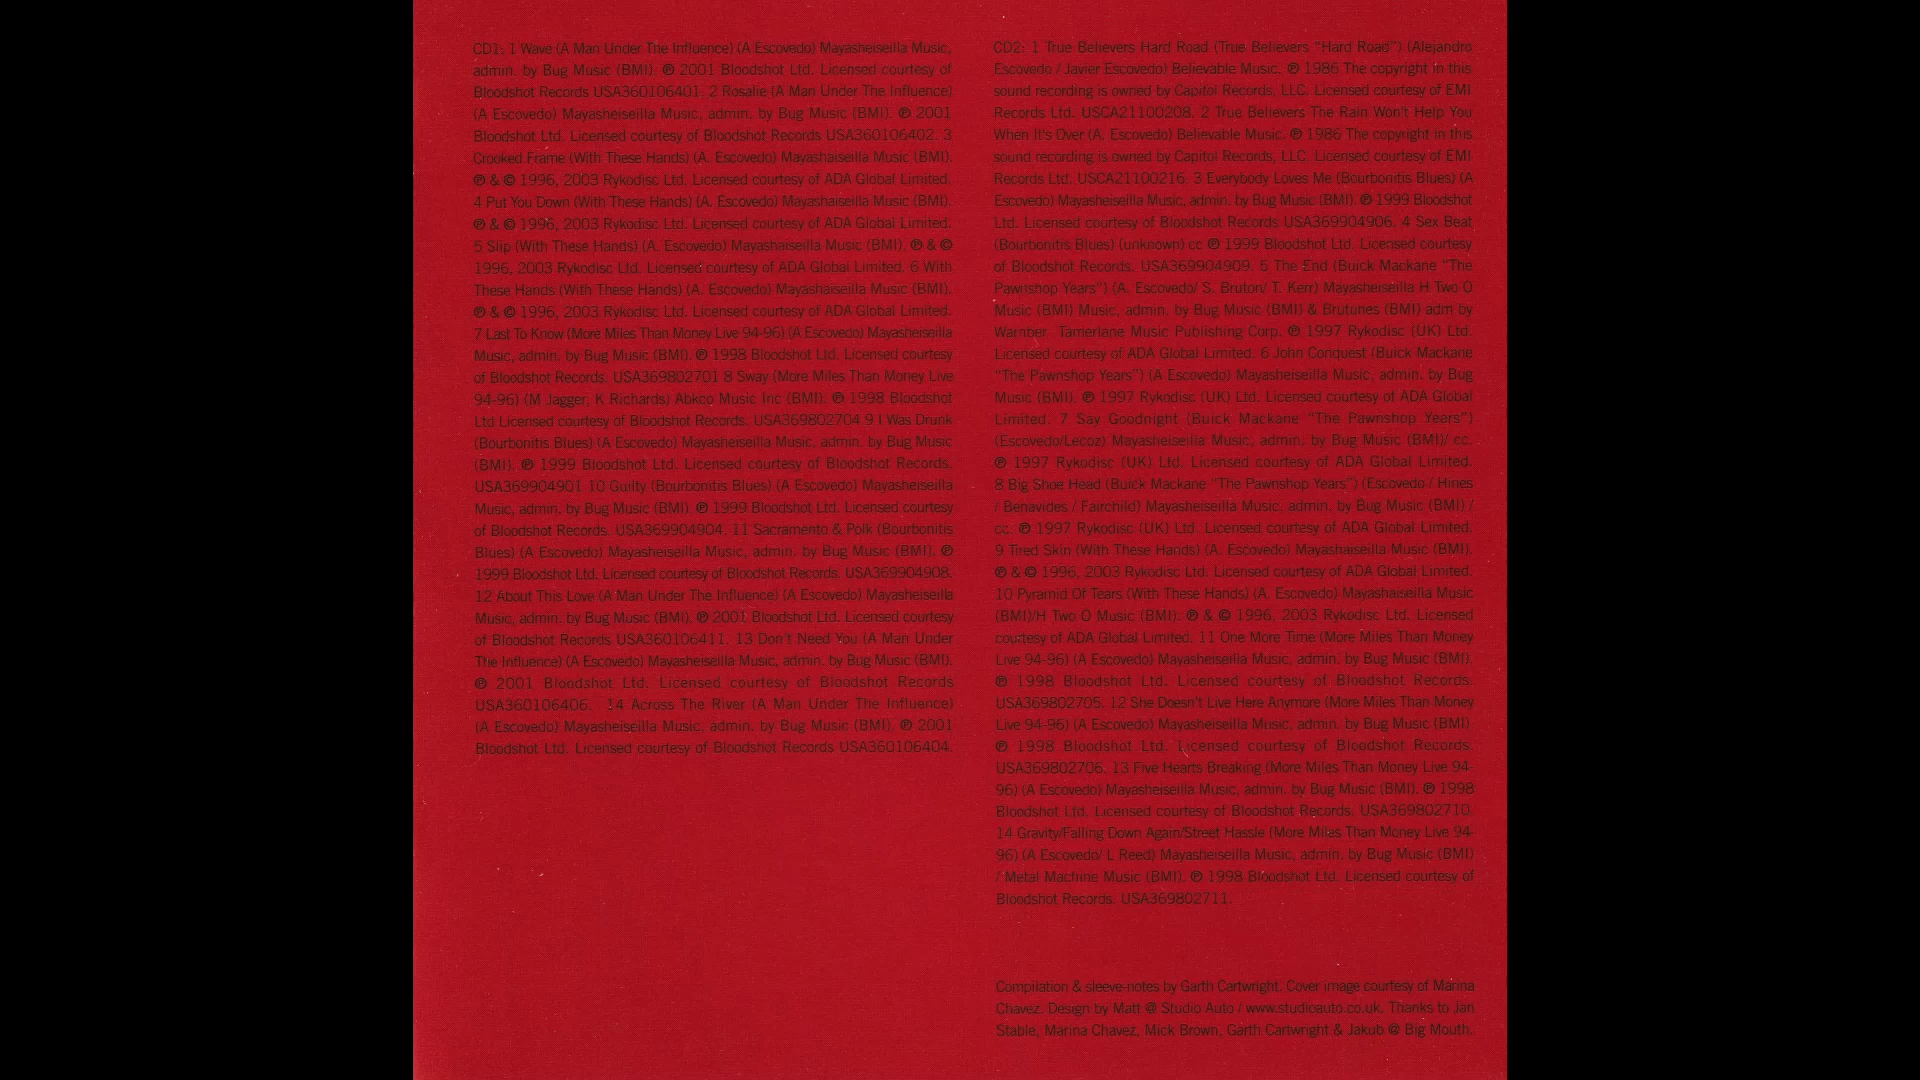 CD1: 1 Wave (A Man Under The Influence) (A Escovedo) Mayasheiseilla Music,
admin. by Bug Music (BMI). ℗ 2001 Bloodshot Ltd. Licensed courtesy of
Bloodshot Records USA360106401. 2 Rosalie (A Man Under The Influence)
(A Escovedo) Mayasheiseilla Music, admin. by Bug Music (BMI). ℗ 2001
Bloodshot Ltd. Licensed courtesy of Bloodshot Records USA360106402. 3
Crooked Frame (With These Hands) (A. Escovedo) Mayashaiseilla Music (BMI).
℗ & © 1996, 2003 Rykodisc Ltd. Licensed courtesy of ADA Global Limited.
4 Put You Down (With These Hands) (A. Escovedo) Mayashaiseilla Music (BMI).
℗ & © 1996, 2003 Rykodisc Ltd. Licensed courtesy of ADA Global Limited.
5 Slip (With These Hands) (A. Escovedo) Mayashaiseilla Music (BMI). ℗ & ©
1996, 2003 Rykodisc Ltd. Licensed courtesy of ADA Global Limited. 6 With
These Hands (With These Hands) (A. Escovedo) Mayashaiseilla Music (BMI).
℗ & © 1996, 2003 Rykodisc Ltd. Licensed courtesy of ADA Global Limited.
7 Last To Know (More Miles Than Money Live 94-96) (A Escovedo) Mayasheiseilla
Music, admin. by Bug Music (BMI). ℗ 1998 Bloodshot Ltd. Licensed courtesy
of Bloodshot Records. USA369802701 8 Sway (More Miles Than Money Live
94-96) (M Jagger, K Richards) Abkco Music Inc (BMI). ℗ 1998 Bloodshot
Ltd Licensed courtesy of Bloodshot Records. USA369802704 9 I Was Drunk
(Bourbonitis Blues) (A Escovedo) Mayasheiseilla Music, admin. by Bug Music
(BMI). ℗ 1999 Bloodshot Ltd. Licensed courtesy of Bloodshot Records.
USA369904901 10 Guilty (Bourbonitis Blues) (A Escovedo) Mayasheiseilla
Music, admin. by Bug Music (BMI). ℗ 1999 Bloodshot Ltd. Licensed courtesy
of Bloodshot Records. USA369904904. 11 Sacramento & Polk (Bourbonitis
Blues) (A Escovedo) Mayasheiseilla Music, admin. by Bug Music (BMI). ℗
1999 Bloodshot Ltd. Licensed courtesy of Bloodshot Records. USA369904908.
12 About This Love (A Man Under The Influence) (A Escovedo) Mayasheiseilla
Music, admin. by Bug Music (BMI). ℗ 2001 Bloodshot Ltd. Licensed courtesy
of Bloodshot Records USA360106411. 13 Don't Need You (A Man Under
The Influence) (A Escovedo) Mayasheiseilla Music, admin. by Bug Music (BMI).
℗ 2001 Bloodshot Ltd. Licensed courtesy of Bloodshot Records
USA360106406. 14 Across The River (A Man Under The Influence)
(A Escovedo) Mayasheiseilla Music, admin. by Bug Music (BMI). ℗ 2001
Bloodshot Ltd. Licensed courtesy of Bloodshot Records USA360106404.
CD2: 1 True Believers Hard Road (True Believers “Hard Road”) (Alejandro
Escovedo / Javier Escovedo) Believable Music. ℗ 1986 The copyright in this
sound recording is owned by Capitol Records, LLC. Licensed courtesy of EMI
Records Ltd. USCA21100208. 2 True Believers The Rain Won't Help You
When It's Over (A. Escovedo) Believable Music. ℗ 1986 The copyright in this
sound recording is owned by Capitol Records, LLC. Licensed courtesy of EMI
Records Ltd. USCA21100216. 3 Everybody Loves Me (Bourbonitis Blues) (A
Escovedo) Mayasheiseilla Music, admin. by Bug Music (BMI). ℗ 1999 Bloodshot
Ltd. Licensed courtesy of Bloodshot Records USA369904906. 4 Sex Beat
(Bourbonitis Blues) (unknown) cc ℗ 1999 Bloodshot Ltd. Licensed courtesy
of Bloodshot Records. USA369904909. 5 The End (Buick Mackane “The
Pawnshop Years”) (A. Escovedo/ S. Bruton/ T. Kerr) Mayasheiseilla H Two O
Music (BMI) Music, admin. by Bug Music (BMI) & Brutunes (BMI) adm by
Warnber Tamerlane Music Publishing Corp. ℗ 1997 Rykodisc (UK) Ltd.
Licensed courtesy of ADA Global Limited. 6 John Conquest (Buick Mackane
“The Pawnshop Years”) (A Escovedo) Mayasheiseilla Music, admin. by Bug
Music (BMI). ℗ 1997 Rykodisc (UK) Ltd. Licensed courtesy of ADA Global
Limited. 7 Say Goodnight (Buick Mackane “The Pawnshop Years”)
(Escovedo/Lecoz) Mayasheiseilla Music, admin. by Bug Music (BMI)/ cc.
℗ 1997 Rykodisc (UK) Ltd. Licensed courtesy of ADA Global Limited.
8 Big Shoe Head (Buick Mackane “The Pawnshop Years”) (Escovedo / Hines
/ Benavides / Fairchild) Mayasheiseilla Music, admin. by Bug Music (BMI) /
cc. ℗ 1997 Rykodisc (UK) Ltd. Licensed courtesy of ADA Global Limited.
9 Tired Skin (With These Hands) (A. Escovedo) Mayashaiseilla Music (BMI).
℗ & © 1996, 2003 Rykodisc Ltd. Licensed courtesy of ADA Global Limited.
10 Pyramid Of Tears (With These Hands) (A. Escovedo) Mayashaiseilla Music
(BMI)/H Two O Music (BMI). ℗ & © 1996, 2003 Rykodisc Ltd. Licensed
courtesy of ADA Global Limited. 11 One More Time (More Miles Than Money
Live 94-96) (A Escovedo) Mayasheiseilla Music, admin. by Bug Music (BMI).
℗ 1998 Bloodshot Ltd. Licensed courtesy of Bloodshot Records.
USA369802705. 12 She Doesn't Live Here Anymore (More Miles Than Money
Live 94-96) (A Escovedo) Mayasheiseilla Music, admin. by Bug Music (BMI)
℗ 1998 Bloodshot Ltd. Licensed courtesy of Bloodshot Records.
USA369802706. 13 Five Hearts Breaking (More Miles Than Money Live 94-
96) (A Escovedo) Mayasheiseilla Music, admin. by Bug Music (BMI). ℗ 1998
Bloodshot Ltd. Licensed courtesy of Bloodshot Records. USA369802710.
14 Gravity/Falling Down Again/Street Hassle (More Miles Than Money Live 94-
96) (A Escovedo/ L Reed) Mayasheiseilla Music, admin. by Bug Music (BMI)
/ Metal Machine Music (BMI). ℗ 1998 Bloodshot Ltd. Licensed courtesy of
Bloodshot Records. USA369802711.
Compilation & sleeve-notes by Garth Cartwright. Cover image courtesy of Marina
Chavez. Design by Matt @ Studio Auto / www.studioauto.co.uk. Thanks to Jan
Stable, Marina Chavez, Mick Brown, Garth Cartwright & Jakub @ Big Mouth.